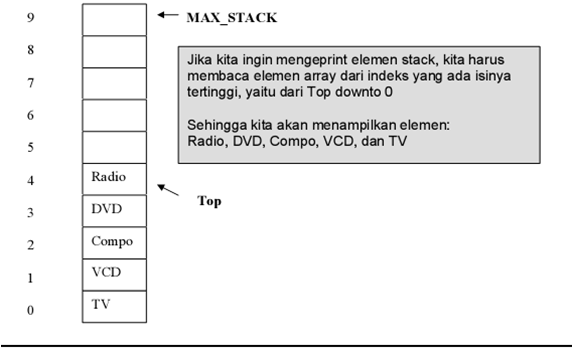 9
MAX_STACK
8
Jika kita ingin mengeprint elemen stack, kita harus
membaca elemen array dari indeks yang ada isinya
tertinggi, yaitu dari Top downto 0
7
6
Sehingga kita akan menampilkan elemen:
Radio, DVD, Compo, VCD, dan TV
5
4 Radio
Top
3 DVD
2 Compo
1 VCD
0 TV